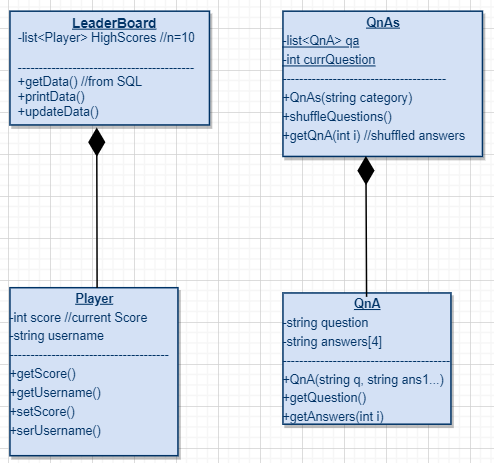 LeaderBoard
-list<Player> HighScores //n=10
----------------------------------------
+getData() //from SQL
+printData()
+updateData()
QnAs
-list<QnA> qa
-int currQuestion
----------------------------------------
+QnAs(string category)
+shuffleQuestions()
+getQnA(int i) //shuffled answers
Player
-int score //current Score
-string username
----------------------------------------
+getScore()
+getUsername()
+setScore()
+serUsername()
QnA
-string question
-string answers[4]
----------------------------------------
+QnA(string q, string ans1...)
+getQuestion()
+getAnswers(int i)